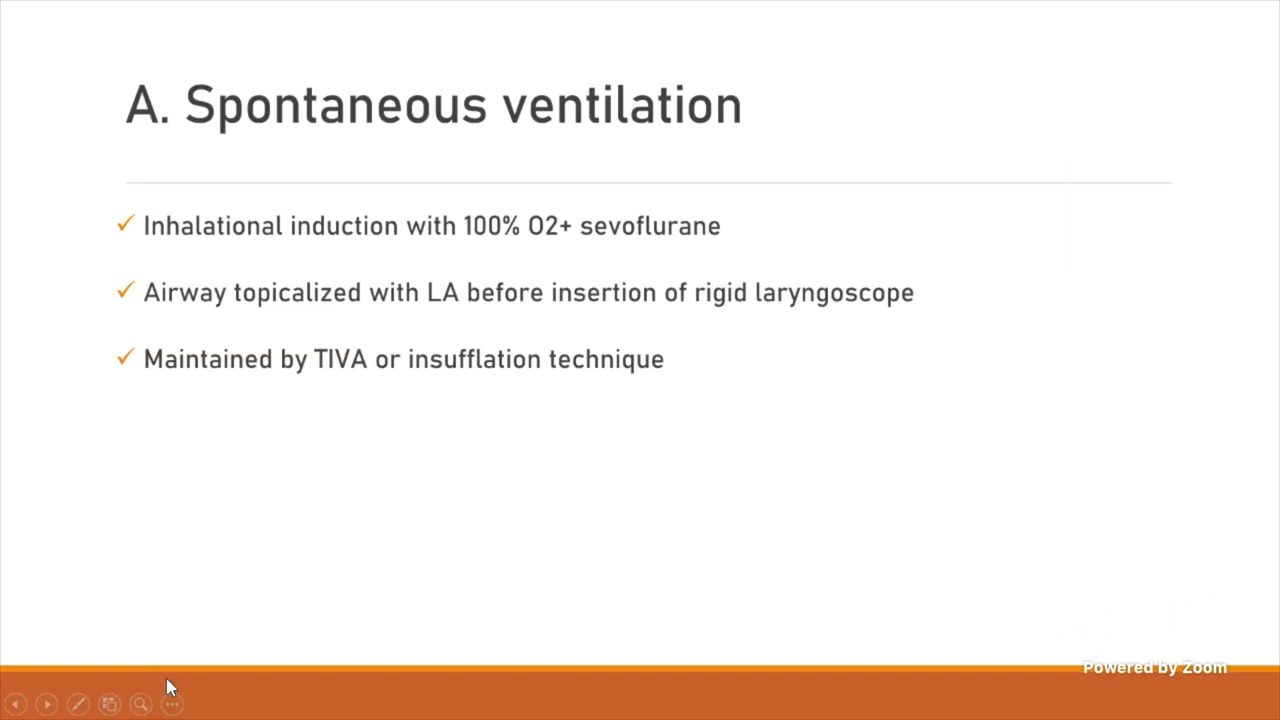 A. Spontaneous ventilation
✓ Inhalational induction with 100% O2+ sevoflurane
✓ Airway topicalized with LA before insertion of rigid laryngoscope
✓ Maintained by TIVA or insufflation technique
Powered by Zoom